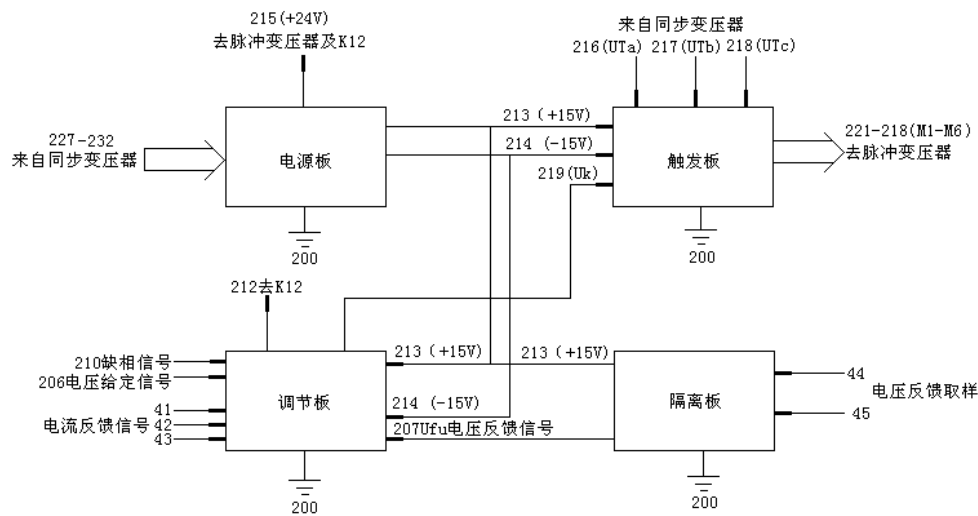 215(+24V)
去脉冲变压器及K12
来自同步变压器
216(UTa)
217(UTb)
218(UTc)
227-232
来自同步变压器
电源板
213 (+15V)
214 (-15V)
219(Uk)
触发板
221-218(M1-M6)
去脉冲变压器
200
200
212去K12
210缺相信号
206电压给定信号
41
电流反馈信号 42
43
调节板
213 (+15V)
213 (+15V)
214 (-15V)
207Ufu电压反馈信号
隔离板
44
电压反馈取样
45
200
200